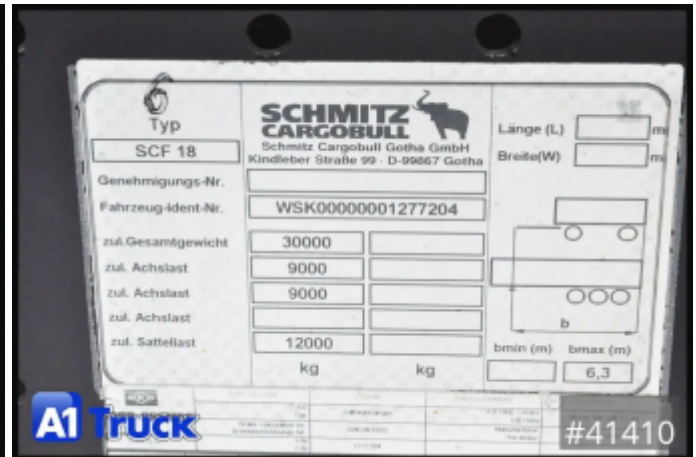 6
Typ
SCF 18
Genehmigungs-Nr.
Fahrzeug-Ident-Nr. WSK00000001277204
zul.Gesamtgewicht 30000
zul. Achslast 9000
zul. Achslast 9000
zul. Achslast
zul. Sattellast 12000
kg kg
SCHMITZ
CARGOBULL
Schmitz Cargobull Gotha GmbH
Kindleber Straße 99 · D-99867 Gotha
Länge (L) m
Breite(W) m
b
bmin (m) bmax (m)
6,3
A1 Truck
#41410